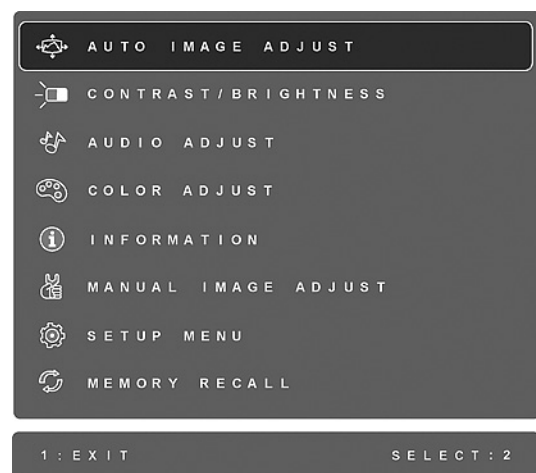 AUTO IMAGE ADJUST
CONTRAST/BRIGHTNESS
AUDIO ADJUST
COLOR ADJUST
INFORMATION
MANUAL IMAGE ADJUST
SETUP MENU
MEMORY RECALL
1:EXIT SELECT:2